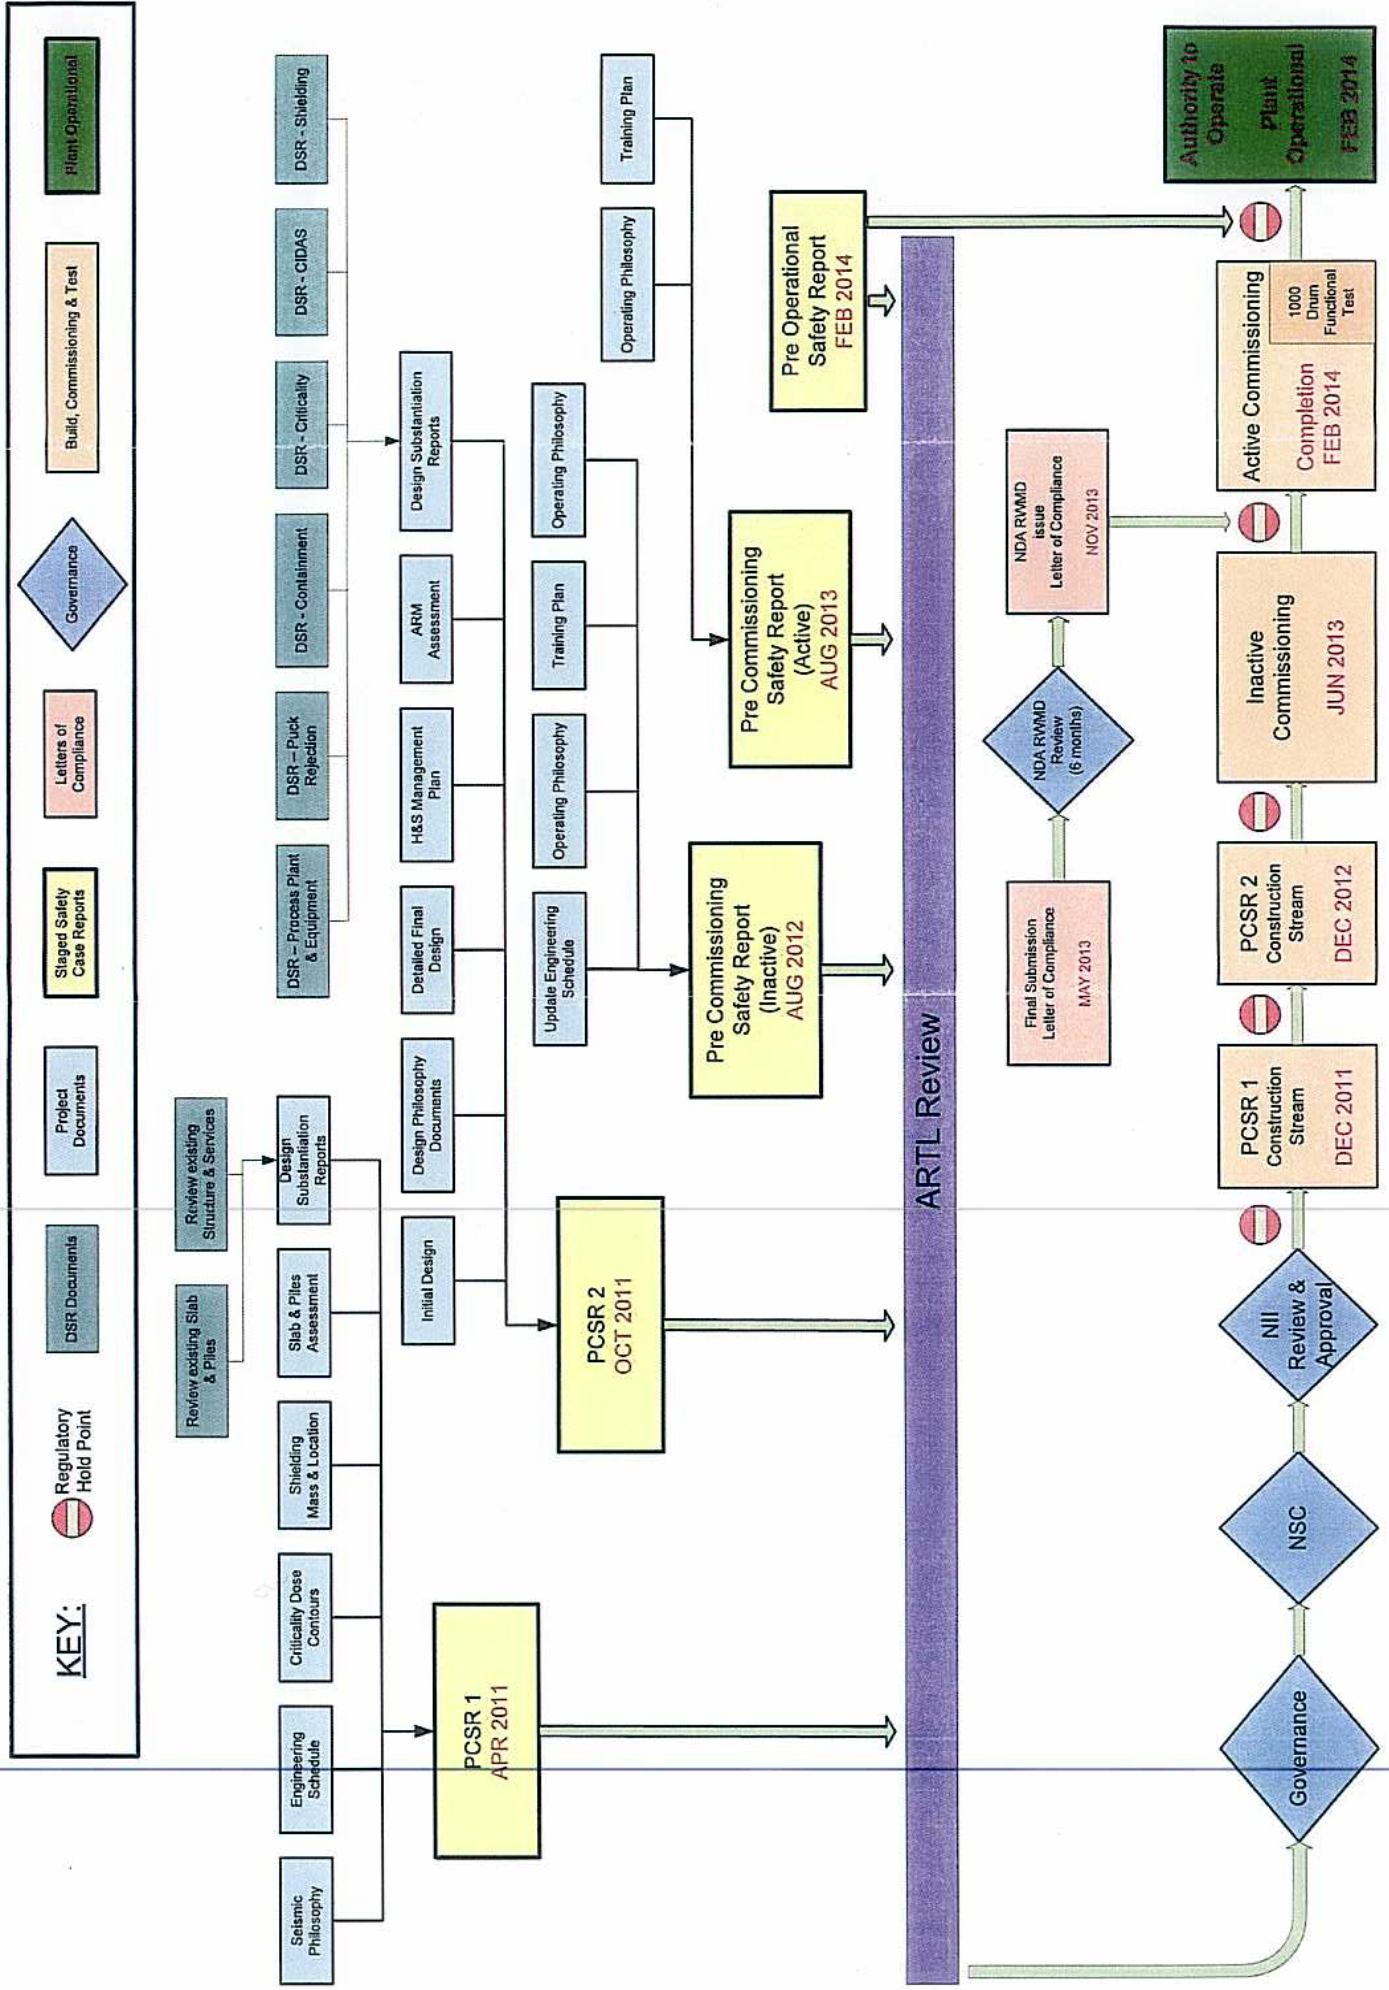 KEY:
Regulatory
Hold Point
DSR Documents
Project
Documents
Staged Safety
Case Reports
Letters of
Compliance
Governance
Build, Commissioning & Test
Plant Operational
Review existing Slab
& Piles
Review existing
Structure & Services
Seismic
Philosophy
Engineering
Schedule
Criticality Dose
Contours
Shielding
Mass & Location
Slab & Piles
Assessment
Design
Substantiation
Reports
DSR – Process Plant
& Equipment
DSR – Puck
Rejection
DSR - Containment
DSR - Criticality
DSR - CIDAS
DSR - Shielding
Initial Design
Design Philosophy
Documents
Detailed Final
Design
H&S Management
Plan
ARM
Assessment
Design Substantiation
Reports
PCSR 1
APR 2011
PCSR 2
OCT 2011
Update Engineering
Schedule
Operating Philosophy
Training Plan
Operating Philosophy
Operating Philosophy
Training Plan
Pre Commissioning
Safety Report
(Inactive)
AUG 2012
Pre Commissioning
Safety Report
(Active)
AUG 2013
Pre Operational
Safety Report
FEB 2014
ARTL Review
Final Submission
Letter of Compliance
MAY 2013
NDA RWMD
Review
(6 months)
NDA RWMD
issue
Letter of Compliance
NOV 2013
Governance
NSC
NII
Review &
Approval
PCSR 1
Construction
Stream
DEC 2011
PCSR 2
Construction
Stream
DEC 2012
Inactive
Commissioning
JUN 2013
Active Commissioning
Completion
FEB 2014
1000
Drum
Functional
Test
Authority to
Operate
Plant
Operational
FEB 2014